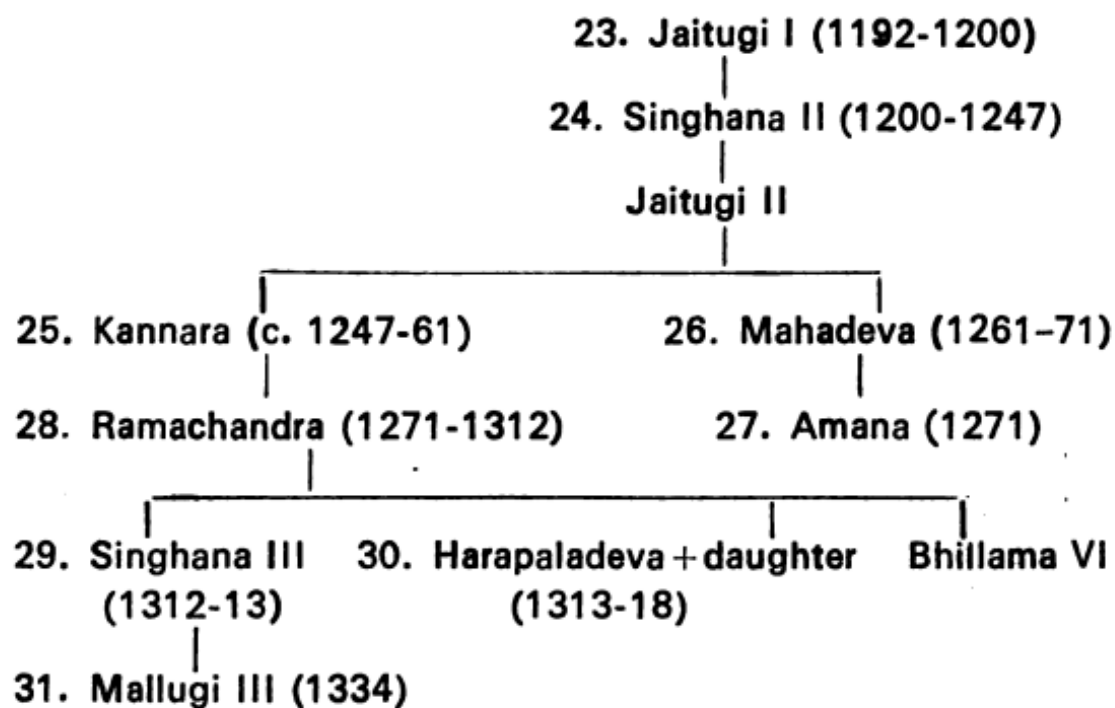 23. Jaitugi I (1192-1200)
24. Singhana II (1200-1247)
Jaitugi II
25. Kannara (c. 1247-61) 26. Mahadeva (1261–71)
28. Ramachandra (1271-1312) 27. Amana (1271)
29. Singhana III 30. Harapaladeva + daughter Bhillama VI
(1312-13) (1313-18)
31. Mallugi III (1334)